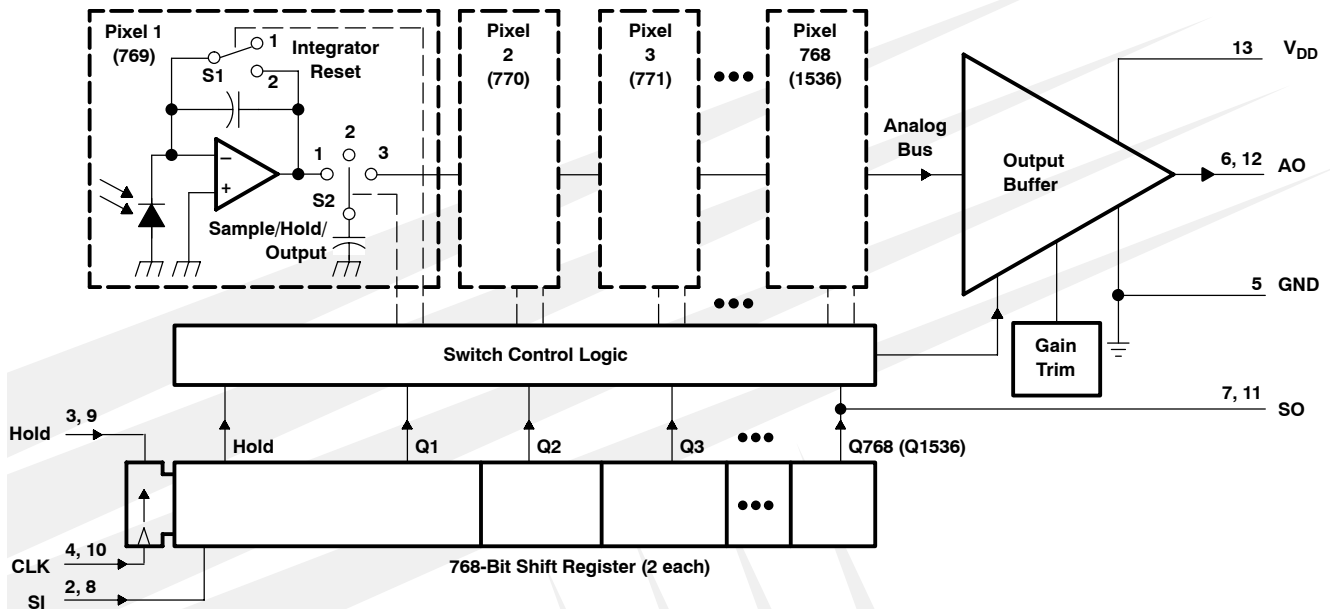 Pixel 1
(769)
1
Integrator
Reset
S1
2
−
+
1
2
3
S2
Sample/Hold/
Output
Pixel
2
(770)
Pixel
3
(771)
Pixel
768
(1536)
Analog
Bus
Output
Buffer
13
VDD
6, 12
AO
5
GND
Gain
Trim
7, 11
SO
Switch Control Logic
3, 9
Hold
Hold
Q1
Q2
Q3
Q768 (Q1536)
4, 10
CLK
2, 8
SI
768-Bit Shift Register (2 each)